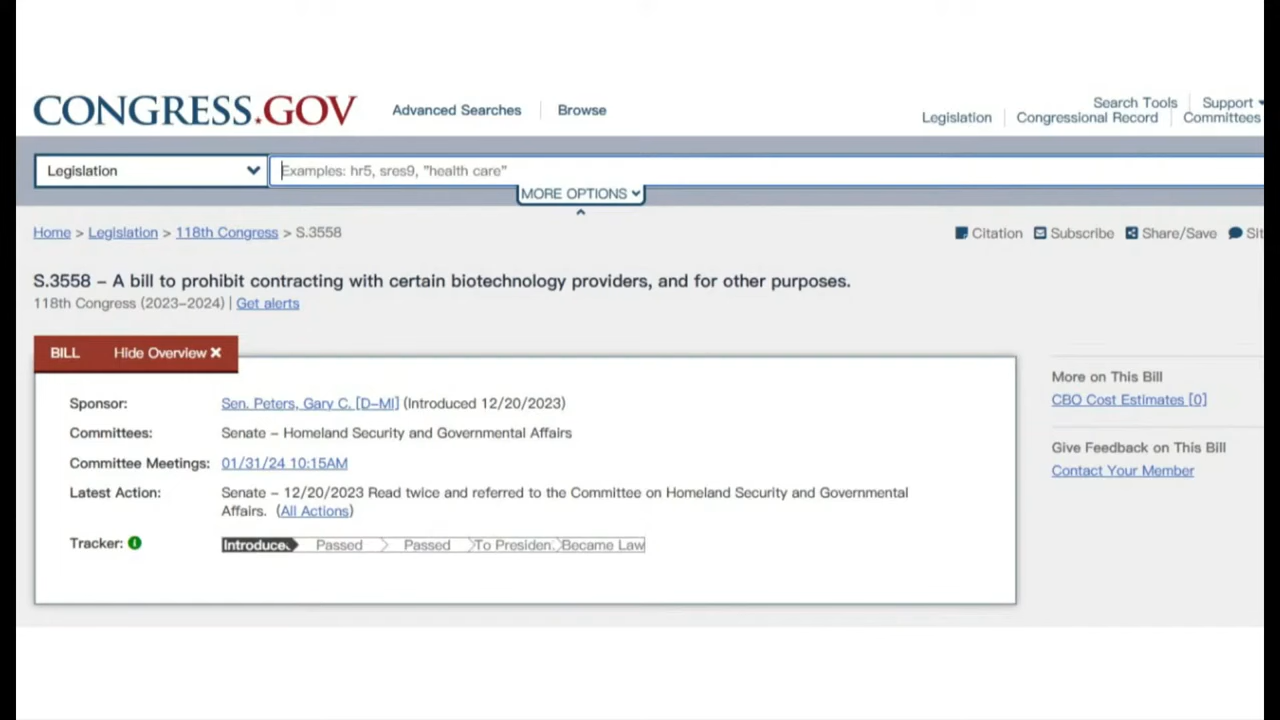 CONGRESS.GOV Advanced Searches Browse
Search Tools Support
Legislation Congressional Record Committees
Legislation Examples: hr5, sres9, "health care"
MORE OPTIONS
Home > Legislation > 118th Congress > S.3558
Citation Subscribe Share/Save Sit
S.3558 – A bill to prohibit contracting with certain biotechnology providers, and for other purposes.
118th Congress (2023–2024) | Get alerts
BILL Hide Overview ×
Sponsor: Sen. Peters, Gary C. [D–MI] (Introduced 12/20/2023)
Committees: Senate – Homeland Security and Governmental Affairs
Committee Meetings: 01/31/24 10:15AM
Latest Action: Senate – 12/20/2023 Read twice and referred to the Committee on Homeland Security and Governmental
Affairs. (All Actions)
Tracker: Introduce Passed Passed To Presiden Became Law
More on This Bill
CBO Cost Estimates [0]
Give Feedback on This Bill
Contact Your Member